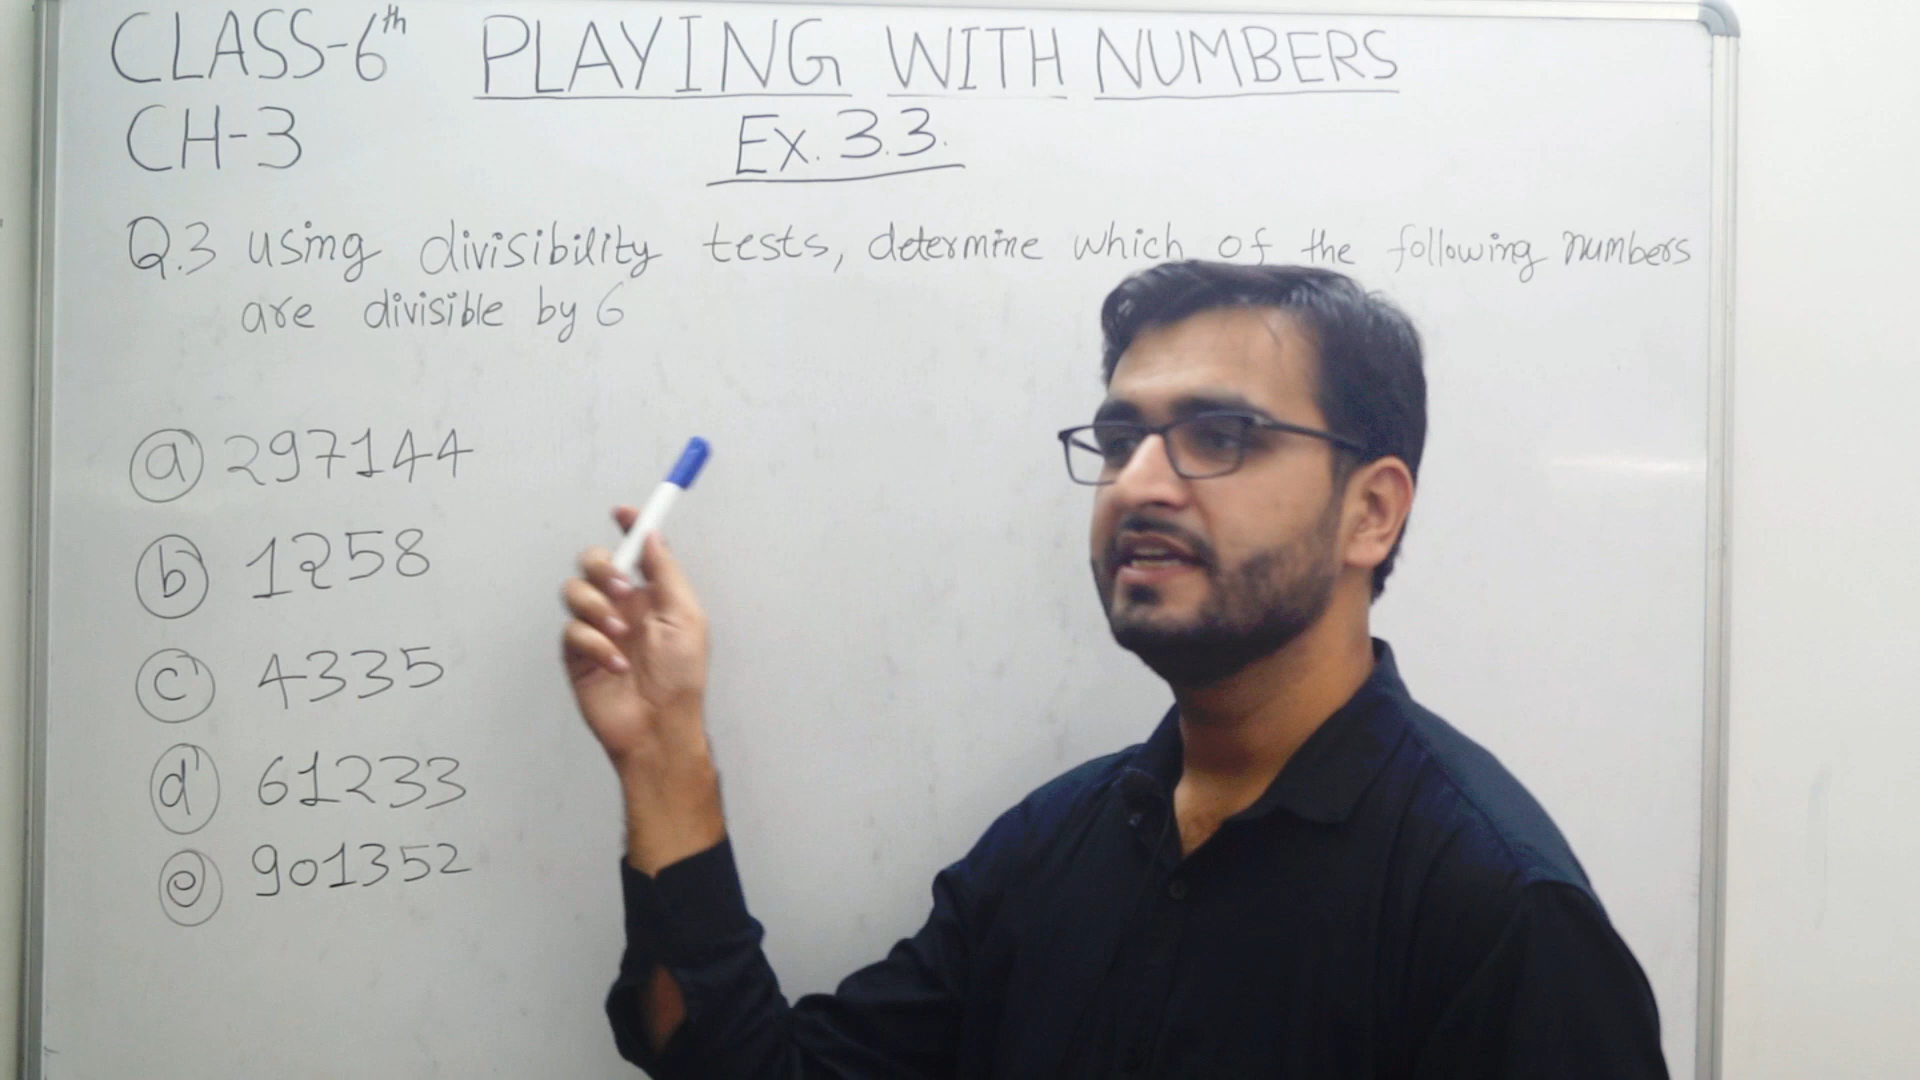 CLASS-6th PLAYING WITH NUMBERS
CH-3 Ex. 3.3.
Q.3 using divisibility tests, determine which of the following numbers
are divisible by 6
(a) 297144
(b) 1258
(c) 4335
(d) 61233
(e) 901352